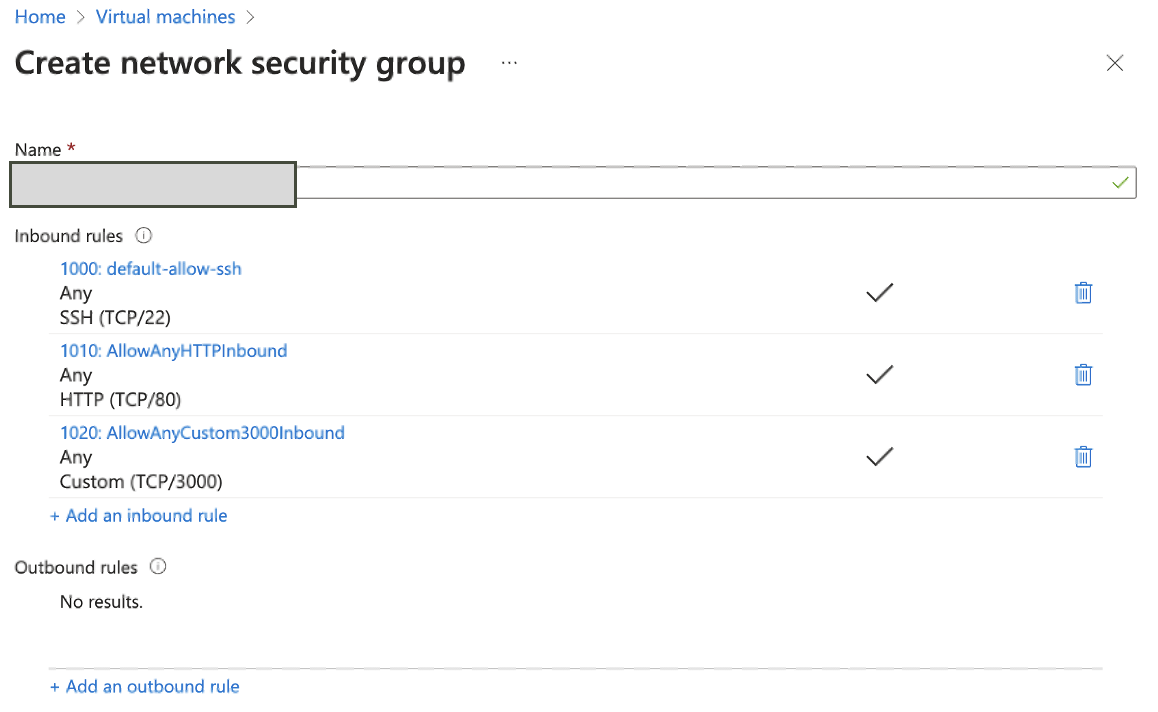 Home > Virtual machines >
Create network security group ...
Name *
Inbound rules
1000: default-allow-ssh
Any
SSH (TCP/22)
1010: AllowAnyHTTPInbound
Any
HTTP (TCP/80)
1020: AllowAnyCustom3000Inbound
Any
Custom (TCP/3000)
+ Add an inbound rule
Outbound rules
No results.
+ Add an outbound rule